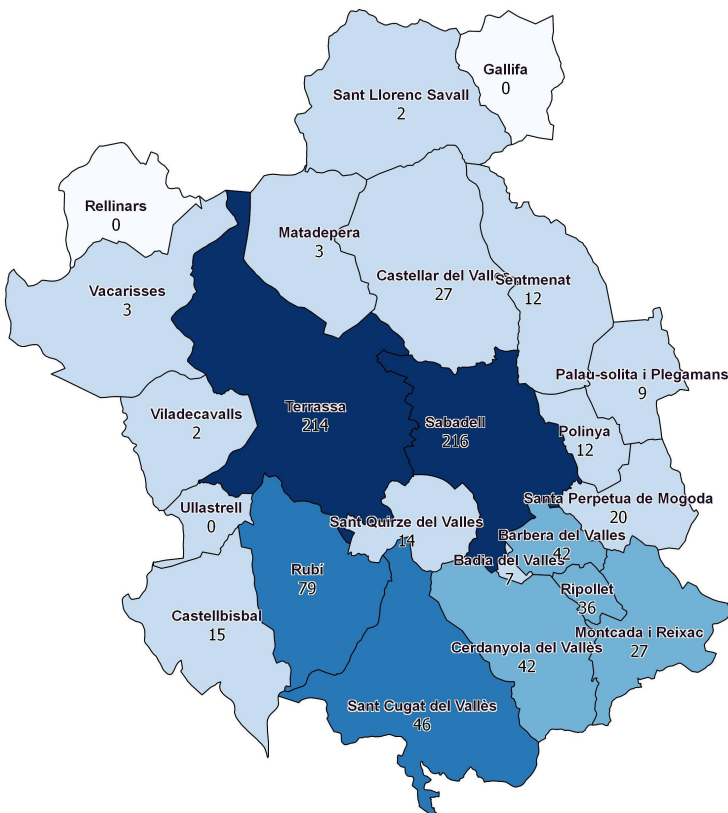 Gallifa
0
Sant Llorenc Savall
2
Rellinars
0
Matadepera
3
Castellar del Valles
27
Sentmenat
12
Vacarisses
3
Palau-solita i Plegamans
9
Viladecavalls
2
Terrassa
214
Sabadell
216
Polinya
12
Ullastrell
0
Santa Perpetua de Mogoda
20
Sant Quirze del Valles
14
Barbera del Valles
42
Badia del Valles
7
Rubí
79
Ripollet
36
Castellbisbal
15
Montcada i Reixac
27
Cerdanyola del Vallès
42
Sant Cugat del Vallès
46